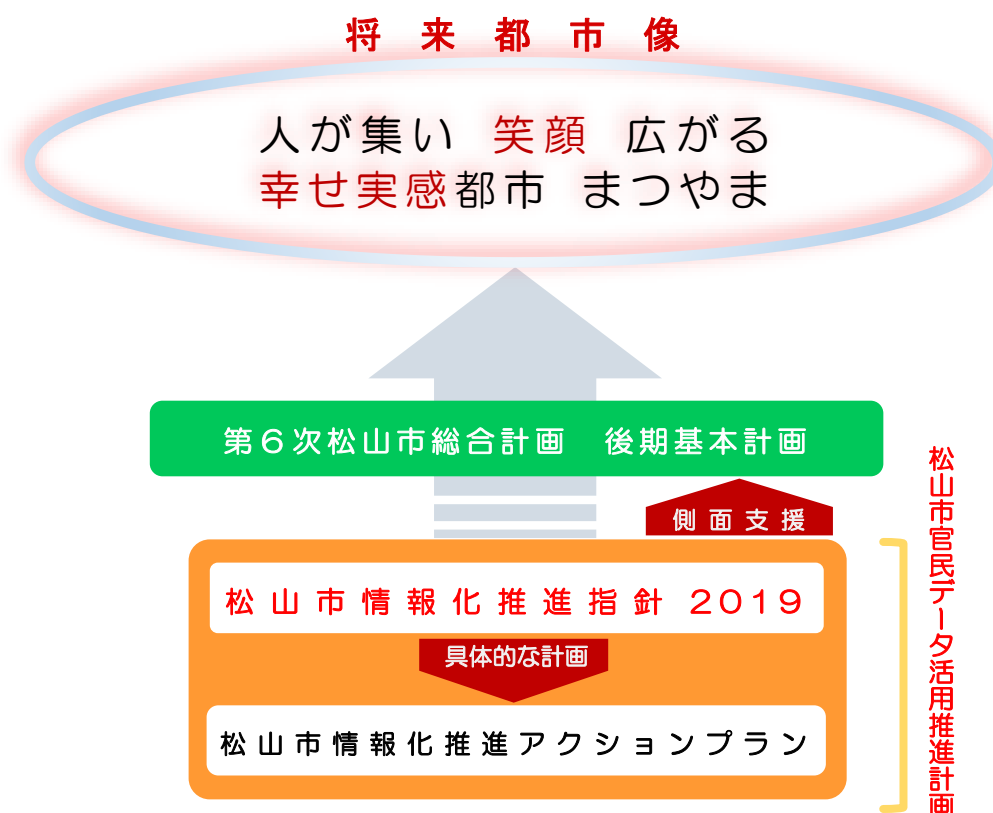 将来都市像
人が集い 笑顔 広がる
幸せ実感都市 まつやま
第6次松山市総合計画 後期基本計画
側面支援
松山市情報化推進指針 2019
具体的な計画
松山市情報化推進アクションプラン
松山市官民データ活用推進計画